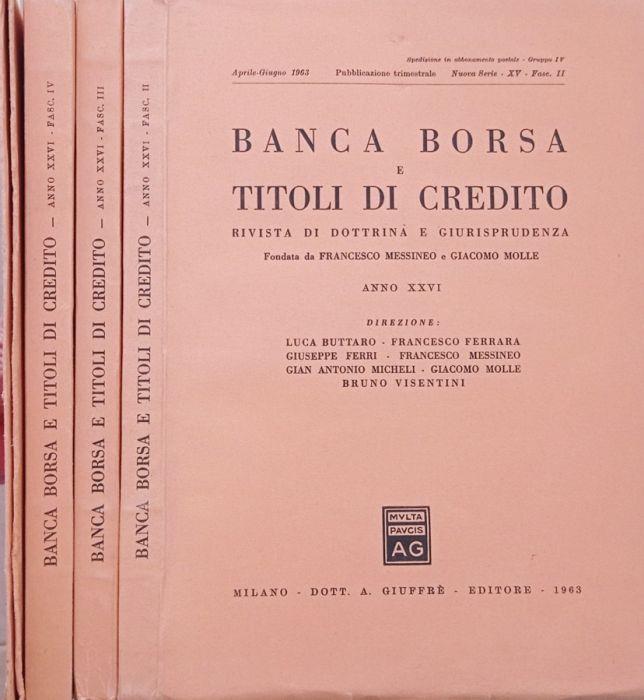 BANCA BORSA E TITOLI DI CREDITO — ANNO XXVI - FASC. IV
BANCA BORSA E TITOLI DI CREDITO — ANNO XXVI - FASC. III
BANCA BORSA E TITOLI DI CREDITO — ANNO XXVI - FASC. II
Spedizione in abbonamento postale - Gruppo IV
Aprile-Giugno 1963 Pubblicazione trimestrale Nuova Serie - XV - Fasc. II
BANCA BORSA
E
TITOLI DI CREDITO
RIVISTA DI DOTTRINA E GIURISPRUDENZA
Fondata da FRANCESCO MESSINEO e GIACOMO MOLLE
ANNO XXVI
DIREZIONE:
LUCA BUTTARO - FRANCESCO FERRARA
GIUSEPPE FERRI - FRANCESCO MESSINEO
GIAN ANTONIO MICHELI - GIACOMO MOLLE
BRUNO VISENTINI
MVLTA
PAVCIS
AG
MILANO - DOTT. A. GIUFFRÈ - EDITORE - 1963